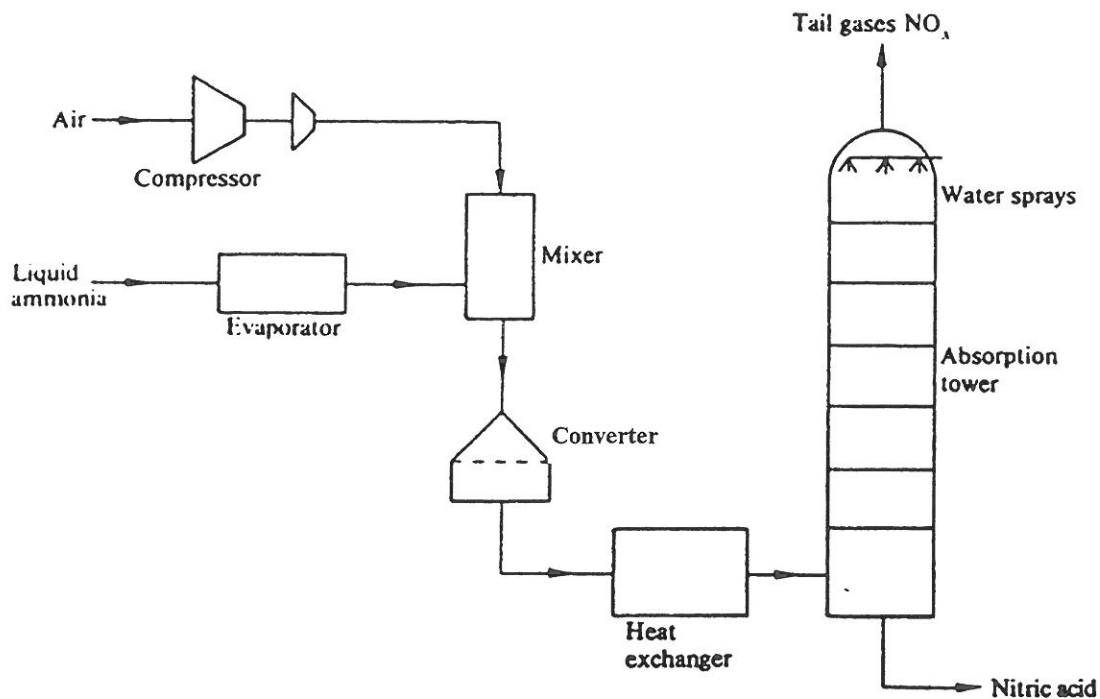 Tail gases NOₓ
Air
Compressor
Water sprays
Mixer
Liquid
ammonia
Evaporator
Absorption
tower
Converter
Heat
exchanger
Nitric acid